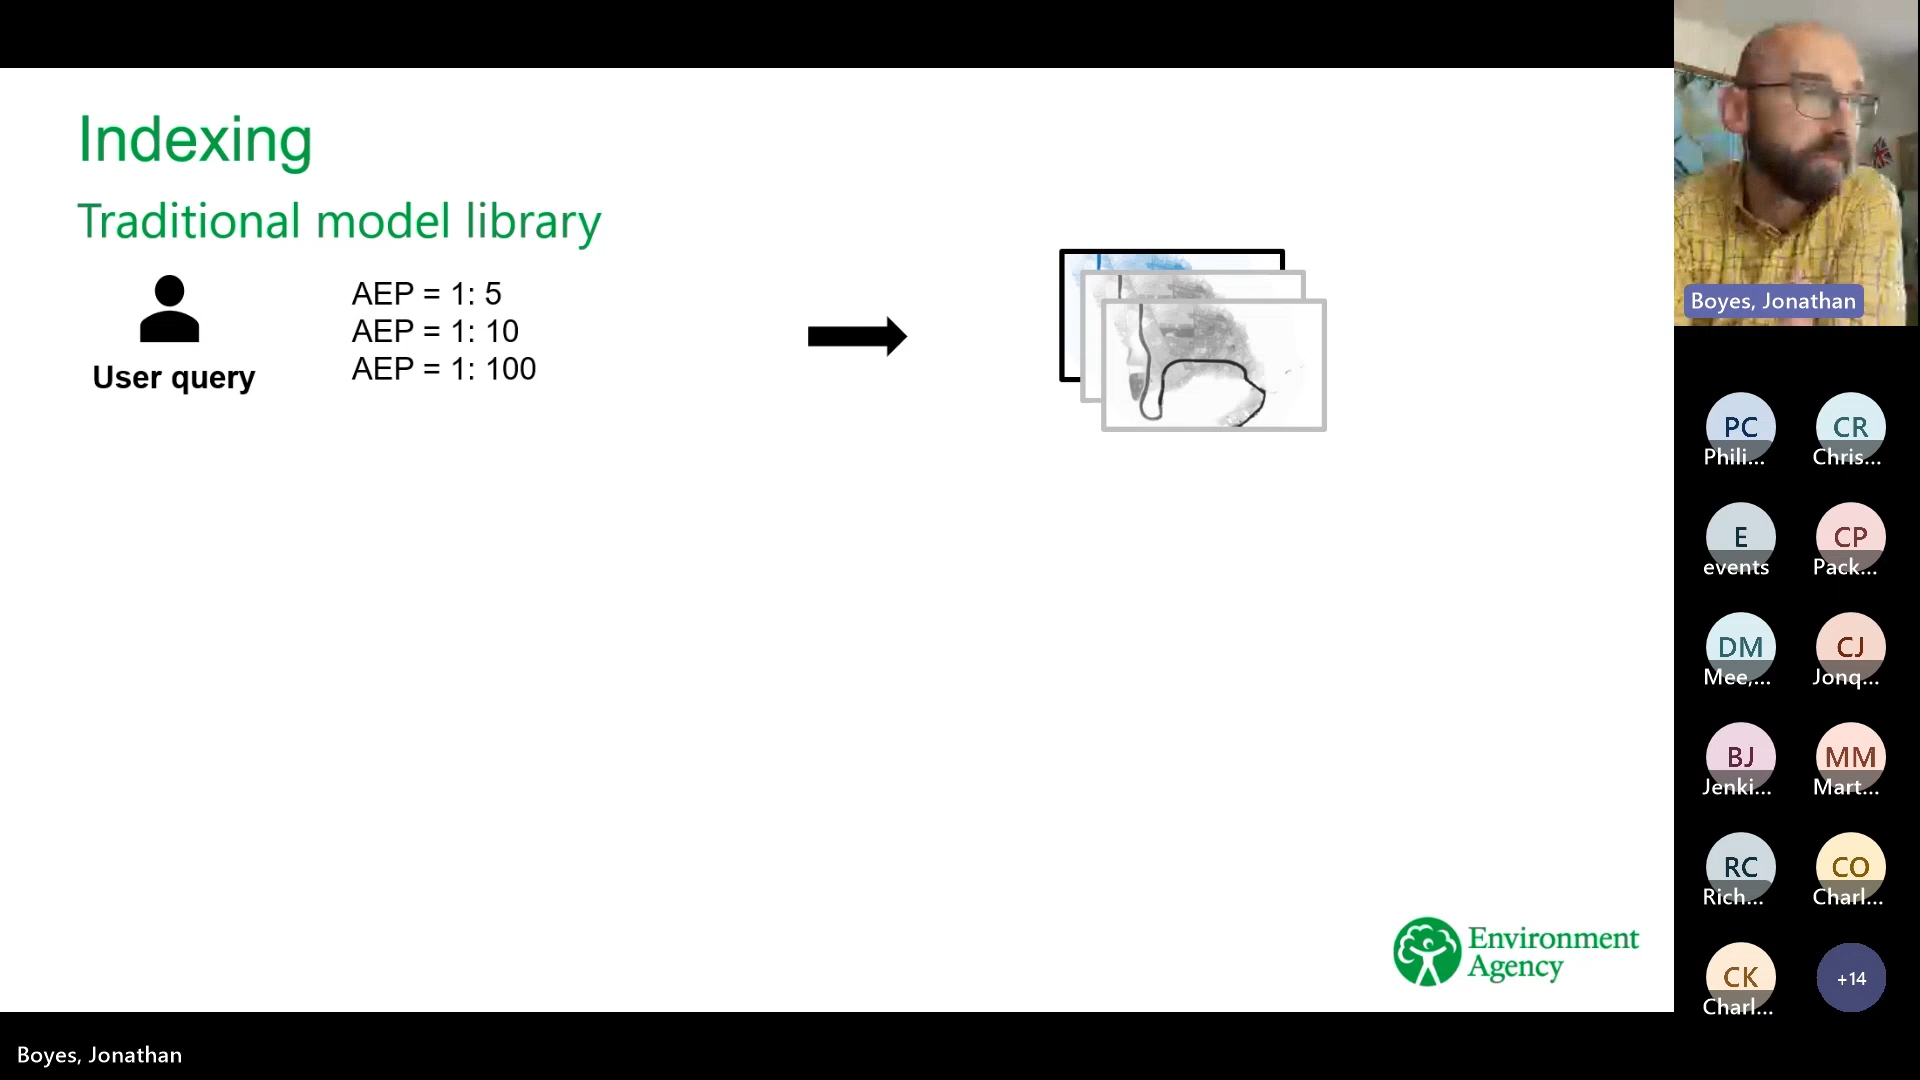 Indexing
Traditional model library
User query
AEP = 1: 5
AEP = 1: 10
AEP = 1: 100
Environment
Agency
Boyes, Jonathan
PC
Phili...
CR
Chris...
E
events
CP
Pack...
DM
Mee,...
CJ
Jonq...
BJ
Jenki...
MM
Mart...
RC
Rich...
CO
Charl...
CK
Charl...
+14
Boyes, Jonathan